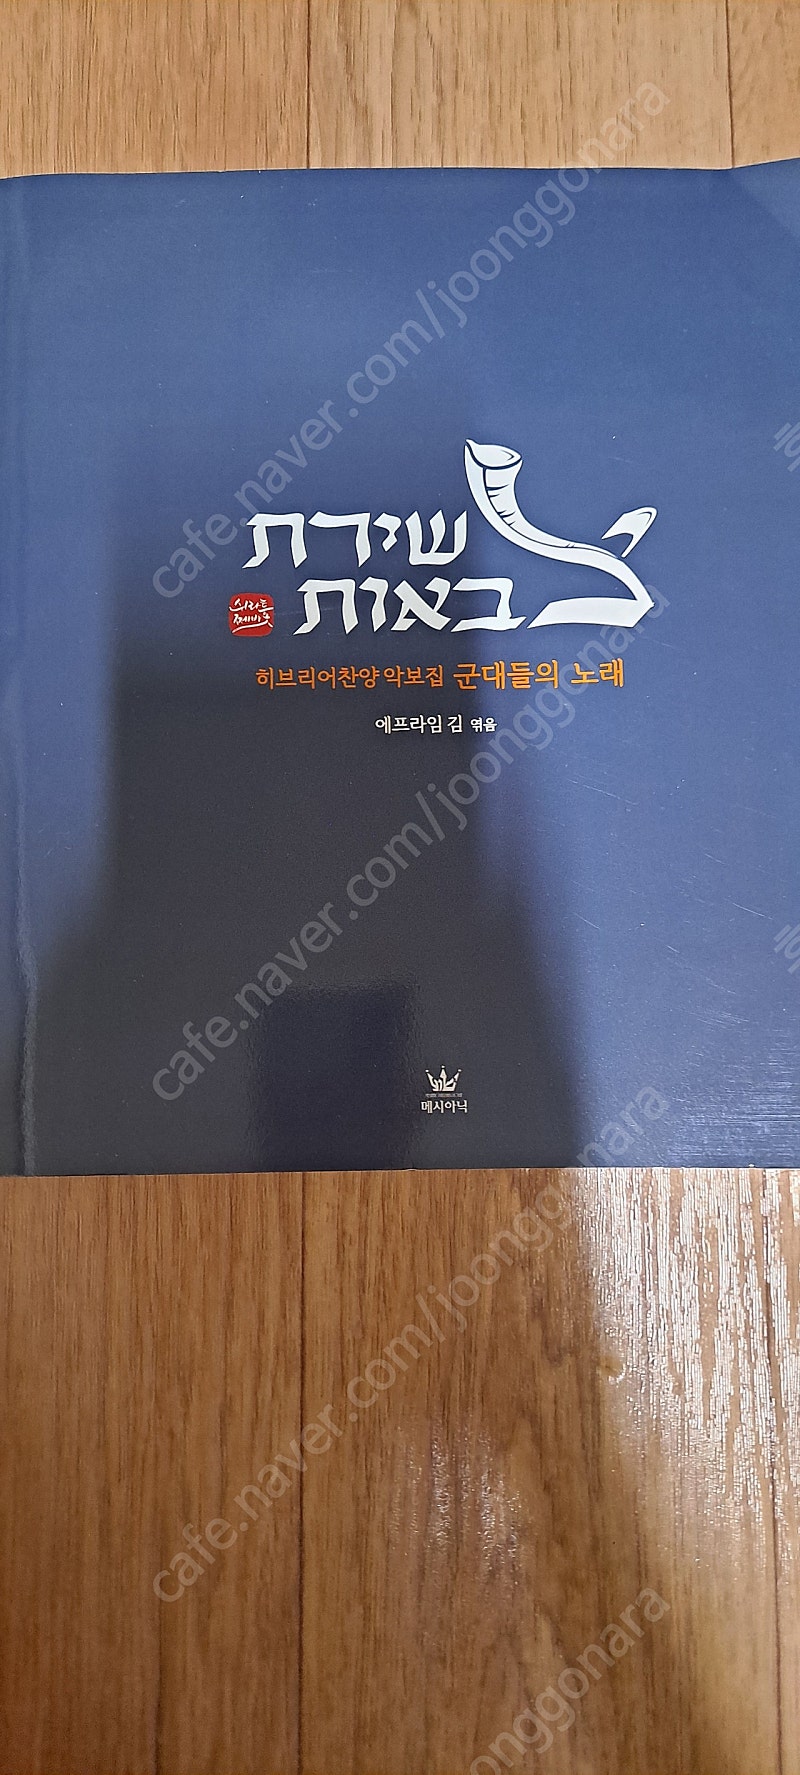 שירת
צבאות
쉬라트
쩨바옷
히브리어찬양악보집 군대들의 노래
에프라임 김 엮음
메시아닉
cafe.naver.com/joonggonara
cafe.naver.com/joonggonara
cafe.naver.com/joonggonara
cafe.naver.com/joonggonara